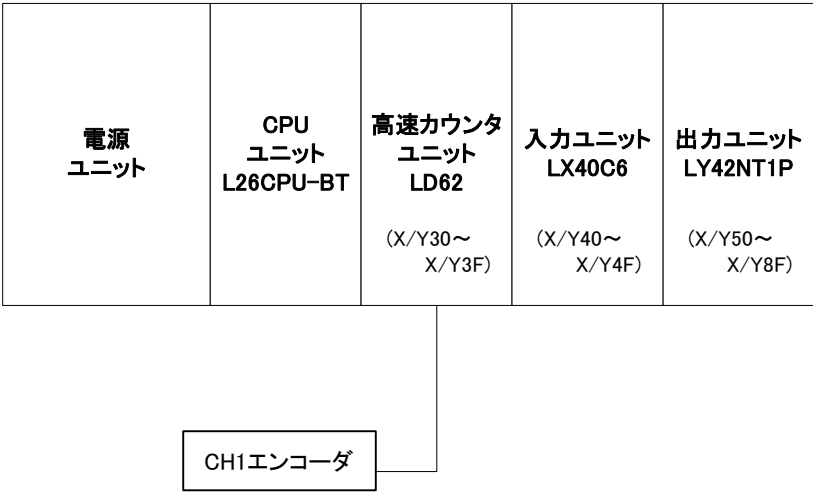 電源
ユニット
CPU
ユニット
L26CPU-BT
高速カウンタ
ユニット
LD62
(X/Y30～
X/Y3F)
入力ユニット
LX40C6
(X/Y40～
X/Y4F)
出力ユニット
LY42NT1P
(X/Y50～
X/Y8F)
CH1エンコーダ